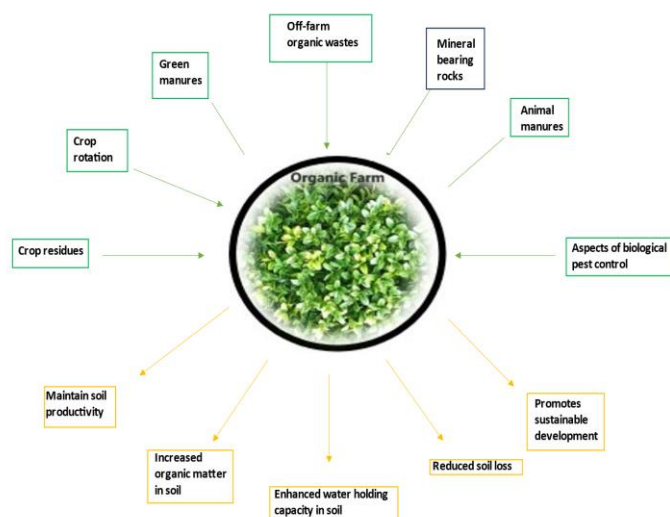 Off-farm
organic wastes
Mineral
bearing
rocks
Green
manures
Animal
manures
Crop
rotation
Organic Farm
Crop residues
Aspects of biological
pest control
Maintain soil
productivity
Increased
organic matter
in soil
Enhanced water holding
capacity in soil
Reduced soil loss
Promotes
sustainable
development